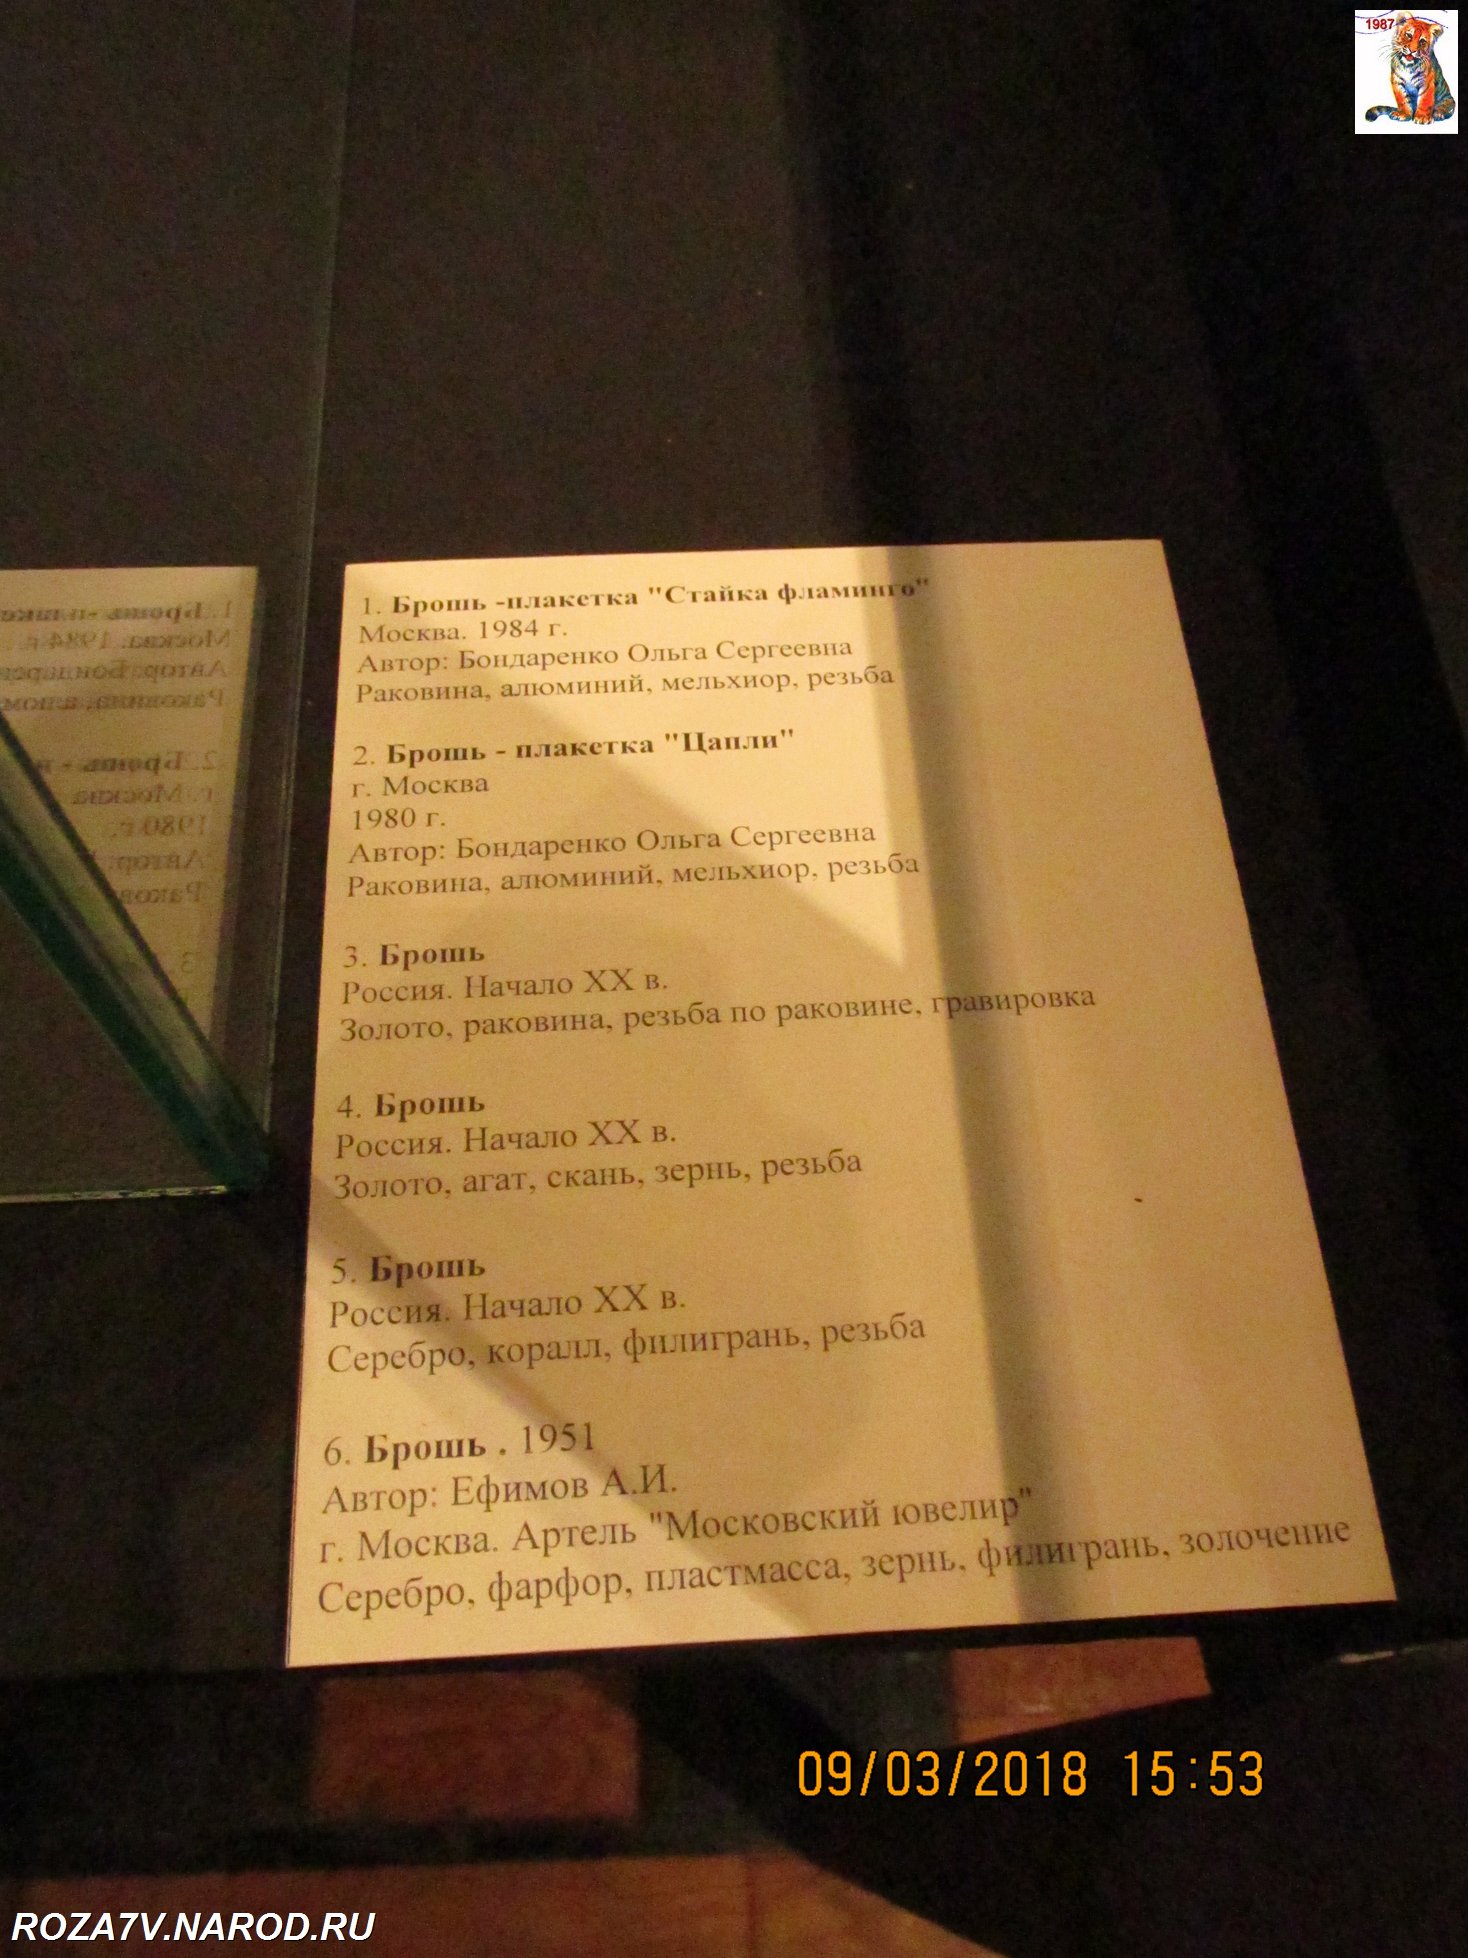 1987
1. Брошь -плакетка "Стайка фламинго"
Москва. 1984 г.
Автор: Бондаренко Ольга Сергеевна
Раковина, алюминий, мельхиор, резьба
2. Брошь - плакетка "Цапли"
г. Москва
1980 г.
Автор: Бондаренко Ольга Сергеевна
Раковина, алюминий, мельхиор, резьба
3. Брошь
Россия. Начало XX в.
Золото, раковина, резьба по раковине, гравировка
4. Брошь
Россия. Начало XX в.
Золото, агат, скань, зернь, резьба
5. Брошь
Россия. Начало XX в.
Серебро, коралл, филигрань, резьба
6. Брошь . 1951
Автор: Ефимов А.И.
г. Москва. Артель "Московский ювелир"
Серебро, фарфор, пластмасса, зернь, филигрань, золочение
09/03/2018 15:53
ROZA7V.NAROD.RU